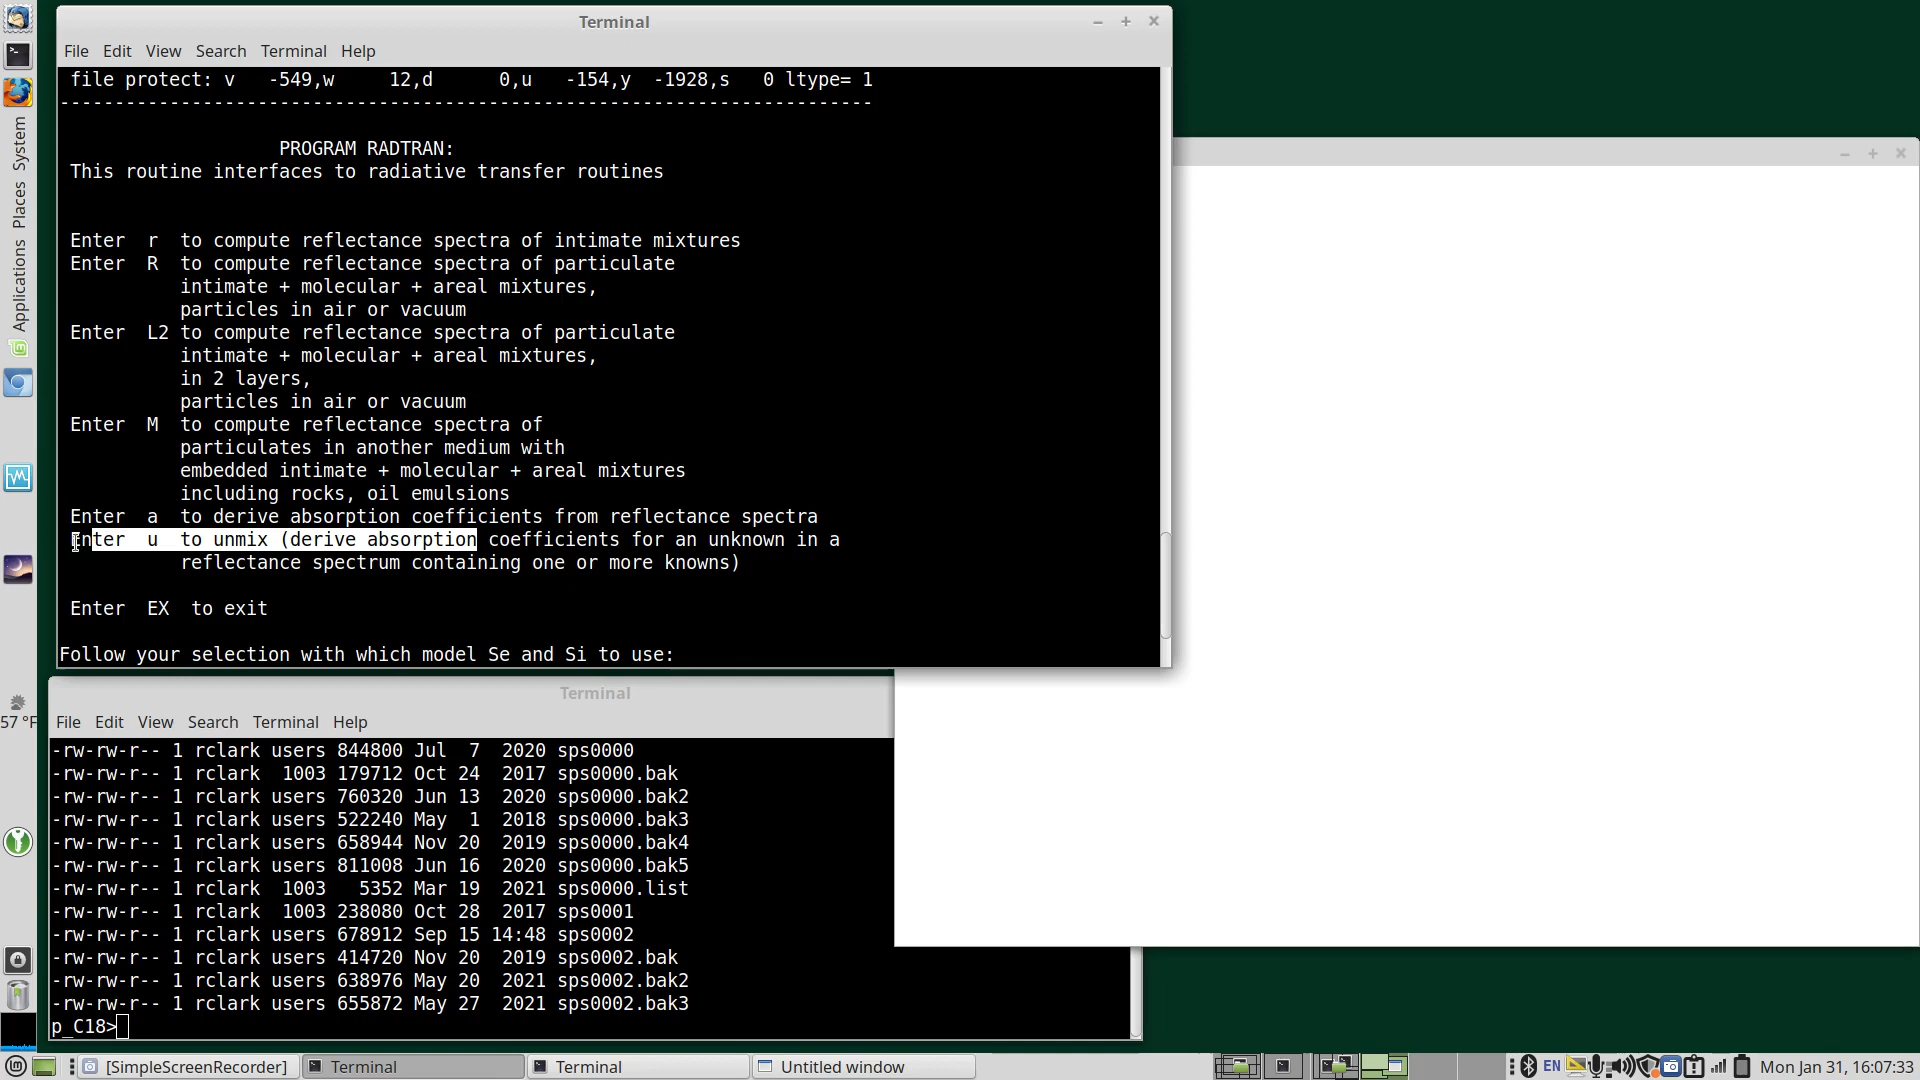 Terminal
File Edit View Search Terminal Help
file protect: v -549,w 12,d 0,u -154,y -1928,s 0 ltype= 1
--------------------------------------------------------------------------
PROGRAM RADTRAN:
This routine interfaces to radiative transfer routines
Enter r to compute reflectance spectra of intimate mixtures
Enter R to compute reflectance spectra of particulate
intimate + molecular + areal mixtures,
particles in air or vacuum
Enter L2 to compute reflectance spectra of particulate
intimate + molecular + areal mixtures,
in 2 layers,
particles in air or vacuum
Enter M to compute reflectance spectra of
particulates in another medium with
embedded intimate + molecular + areal mixtures
including rocks, oil emulsions
Enter a to derive absorption coefficients from reflectance spectra
Enter u to unmix (derive absorption coefficients for an unknown in a
reflectance spectrum containing one or more knowns)
Enter EX to exit
Follow your selection with which model Se and Si to use:
Terminal
File Edit View Search Terminal Help
-rw-rw-r-- 1 rclark users 844800 Jul 7 2020 sps0000
-rw-rw-r-- 1 rclark 1003 179712 Oct 24 2017 sps0000.bak
-rw-rw-r-- 1 rclark users 760320 Jun 13 2020 sps0000.bak2
-rw-rw-r-- 1 rclark users 522240 May 1 2018 sps0000.bak3
-rw-rw-r-- 1 rclark users 658944 Nov 20 2019 sps0000.bak4
-rw-rw-r-- 1 rclark users 811008 Jun 16 2020 sps0000.bak5
-rw-rw-r-- 1 rclark 1003 5352 Mar 19 2021 sps0000.list
-rw-rw-r-- 1 rclark 1003 238080 Oct 28 2017 sps0001
-rw-rw-r-- 1 rclark users 678912 Sep 15 14:48 sps0002
-rw-rw-r-- 1 rclark users 414720 Nov 20 2019 sps0002.bak
-rw-rw-r-- 1 rclark users 638976 May 20 2021 sps0002.bak2
-rw-rw-r-- 1 rclark users 655872 May 27 2021 sps0002.bak3
p_C18>
Applications Places System
57 °F
[SimpleScreenRecorder] Terminal Terminal Untitled window EN Mon Jan 31, 16:07:33